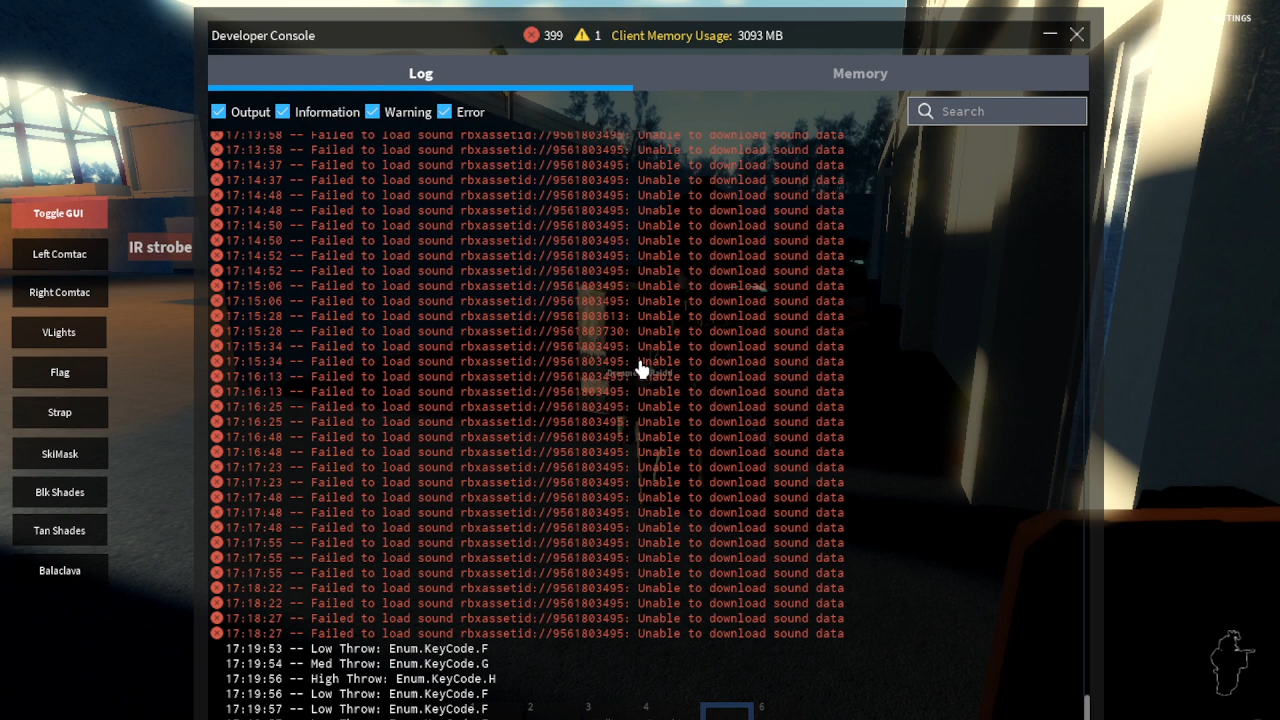 SETTINGS
Developer Console 399 1 Client Memory Usage: 3093 MB
Log Memory
Output Information Warning Error Search
17:13:58 -- Failed to load sound rbxassetid://9561803495: Unable to download sound data
17:13:58 -- Failed to load sound rbxassetid://9561803495: Unable to download sound data
17:14:37 -- Failed to load sound rbxassetid://9561803495: Unable to download sound data
17:14:37 -- Failed to load sound rbxassetid://9561803495: Unable to download sound data
17:14:48 -- Failed to load sound rbxassetid://9561803495: Unable to download sound data
17:14:48 -- Failed to load sound rbxassetid://9561803495: Unable to download sound data
17:14:50 -- Failed to load sound rbxassetid://9561803495: Unable to download sound data
17:14:50 -- Failed to load sound rbxassetid://9561803495: Unable to download sound data
17:14:52 -- Failed to load sound rbxassetid://9561803495: Unable to download sound data
17:14:52 -- Failed to load sound rbxassetid://9561803495: Unable to download sound data
17:15:06 -- Failed to load sound rbxassetid://9561803495: Unable to download sound data
17:15:06 -- Failed to load sound rbxassetid://9561803495: Unable to download sound data
17:15:28 -- Failed to load sound rbxassetid://9561803613: Unable to download sound data
17:15:28 -- Failed to load sound rbxassetid://9561803730: Unable to download sound data
17:15:34 -- Failed to load sound rbxassetid://9561803495: Unable to download sound data
17:15:34 -- Failed to load sound rbxassetid://9561803495: Unable to download sound data
17:16:13 -- Failed to load sound rbxassetid://9561803495: Unable to download sound data
17:16:13 -- Failed to load sound rbxassetid://9561803495: Unable to download sound data
17:16:25 -- Failed to load sound rbxassetid://9561803495: Unable to download sound data
17:16:25 -- Failed to load sound rbxassetid://9561803495: Unable to download sound data
17:16:48 -- Failed to load sound rbxassetid://9561803495: Unable to download sound data
17:16:48 -- Failed to load sound rbxassetid://9561803495: Unable to download sound data
17:17:23 -- Failed to load sound rbxassetid://9561803495: Unable to download sound data
17:17:23 -- Failed to load sound rbxassetid://9561803495: Unable to download sound data
17:17:48 -- Failed to load sound rbxassetid://9561803495: Unable to download sound data
17:17:48 -- Failed to load sound rbxassetid://9561803495: Unable to download sound data
17:17:48 -- Failed to load sound rbxassetid://9561803495: Unable to download sound data
17:17:55 -- Failed to load sound rbxassetid://9561803495: Unable to download sound data
17:17:55 -- Failed to load sound rbxassetid://9561803495: Unable to download sound data
17:17:55 -- Failed to load sound rbxassetid://9561803495: Unable to download sound data
17:18:22 -- Failed to load sound rbxassetid://9561803495: Unable to download sound data
17:18:22 -- Failed to load sound rbxassetid://9561803495: Unable to download sound data
17:18:27 -- Failed to load sound rbxassetid://9561803495: Unable to download sound data
17:18:27 -- Failed to load sound rbxassetid://9561803495: Unable to download sound data
17:19:53 -- Low Throw: Enum.KeyCode.F
17:19:54 -- Med Throw: Enum.KeyCode.G
17:19:56 -- High Throw: Enum.KeyCode.H
17:19:56 -- Low Throw: Enum.KeyCode.F
17:19:57 -- Low Throw: Enum.KeyCode.F
Toggle GUI
Left Comtac
IR strobe
Right Comtac
VLights
Flag
Strap
SkiMask
Blk Shades
Tan Shades
Balaclava
2 3 4 6